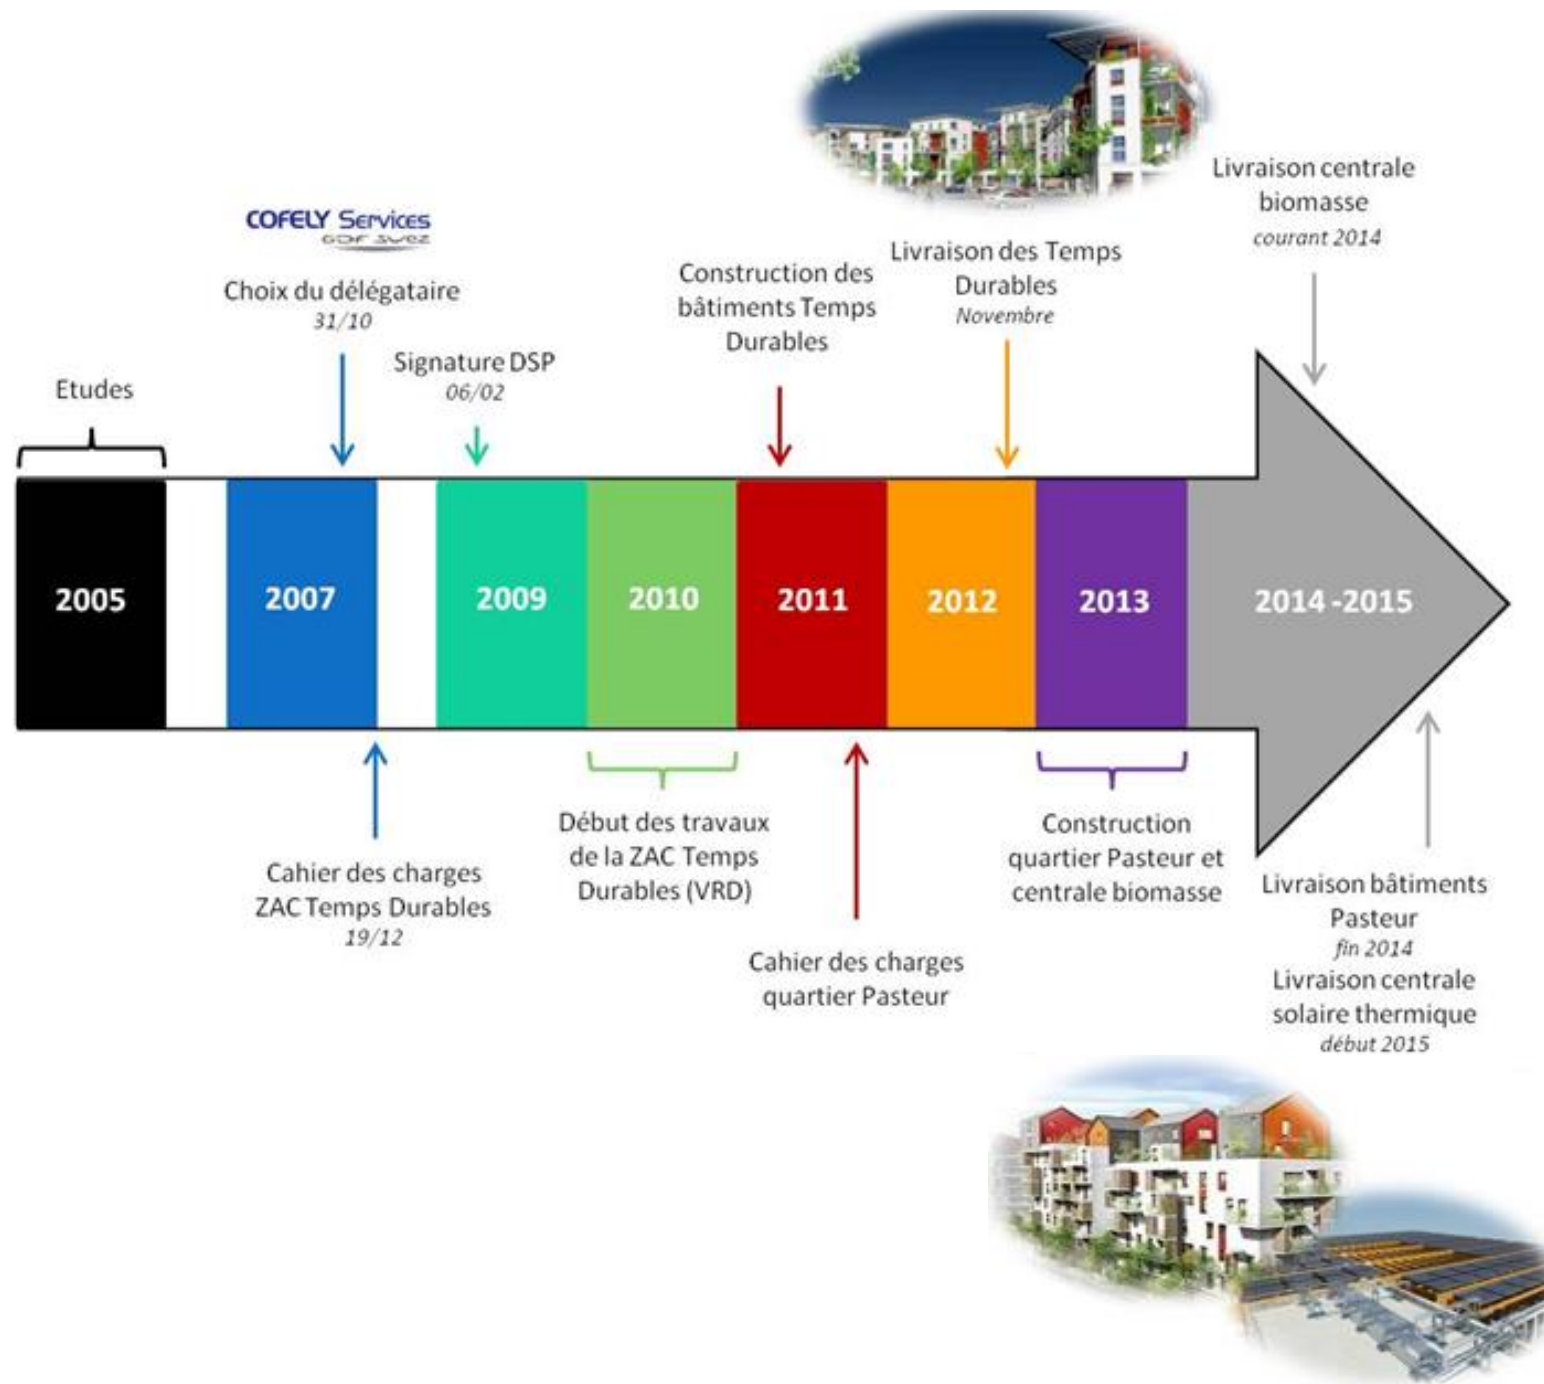 Livraison centrale
biomasse
courant 2014
COFELY Services
GDF SUEZ
Choix du délégataire
31/10
Signature DSP
06/02
Construction des
bâtiments Temps
Durables
Livraison des Temps
Durables
Novembre
Etudes
2005
2007
2009
2010
2011
2012
2013
2014 -2015
Cahier des charges
ZAC Temps Durables
19/12
Début des travaux
de la ZAC Temps
Durables (VRD)
Cahier des charges
quartier Pasteur
Construction
quartier Pasteur et
centrale biomasse
Livraison bâtiments
Pasteur
fin 2014
Livraison centrale
solaire thermique
début 2015